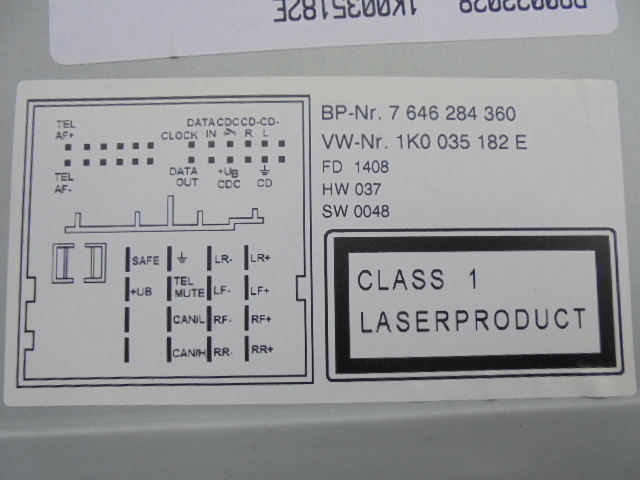 1K0035182E
BP-Nr. 7 646 284 360
VW-Nr. 1K0 035 182 E
FD 1408
HW 037
SW 0048
CLASS 1
LASERPRODUCT
TEL
AF+
DATA CDC CD- CD-
CLOCK IN R L
TEL
AF-
DATA
OUT
+UB
CDC
CD
SAFE LR- LR+
+UB TEL
MUTE LF- LF+
CAN/L RF- RF+
CAN/H RR- RR+